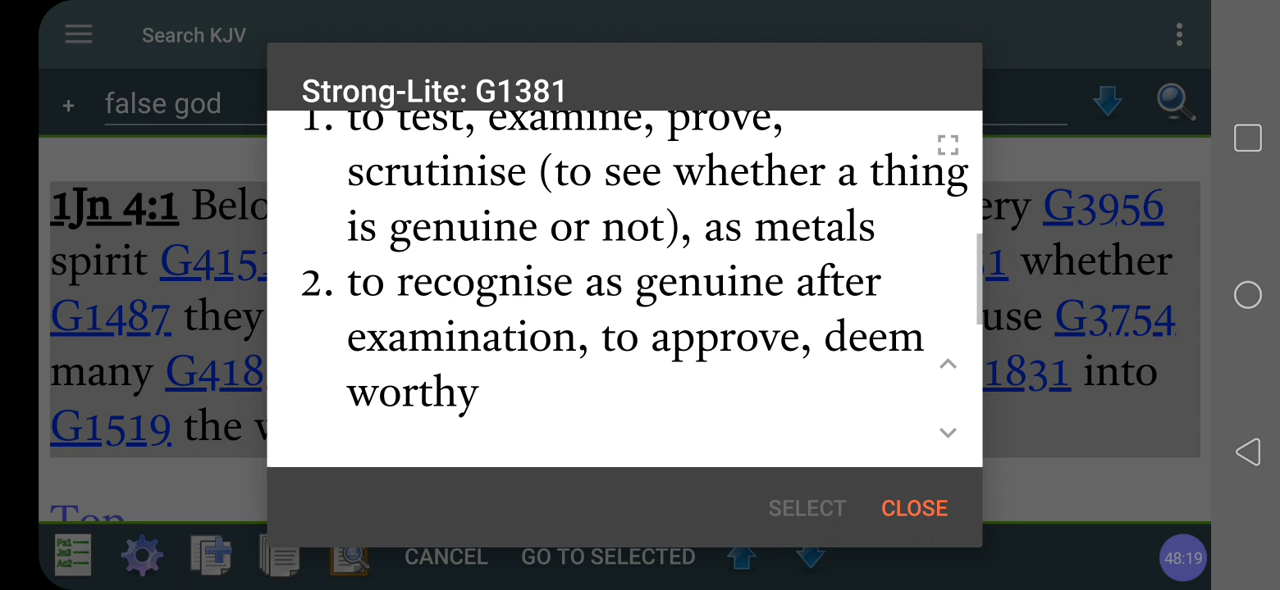 Search KJV
Strong-Lite: G1381
+ false god
1. to test, examine, prove,
scrutinise (to see whether a thing
is genuine or not), as metals
2. to recognise as genuine after
examination, to approve, deem
worthy
1Jn 4:1 Belo ery G3956
spirit G415 1 whether
G1487 they use G3754
many G418 1831 into
G1519 the
Top
SELECT CLOSE
CANCEL GO TO SELECTED
48:19